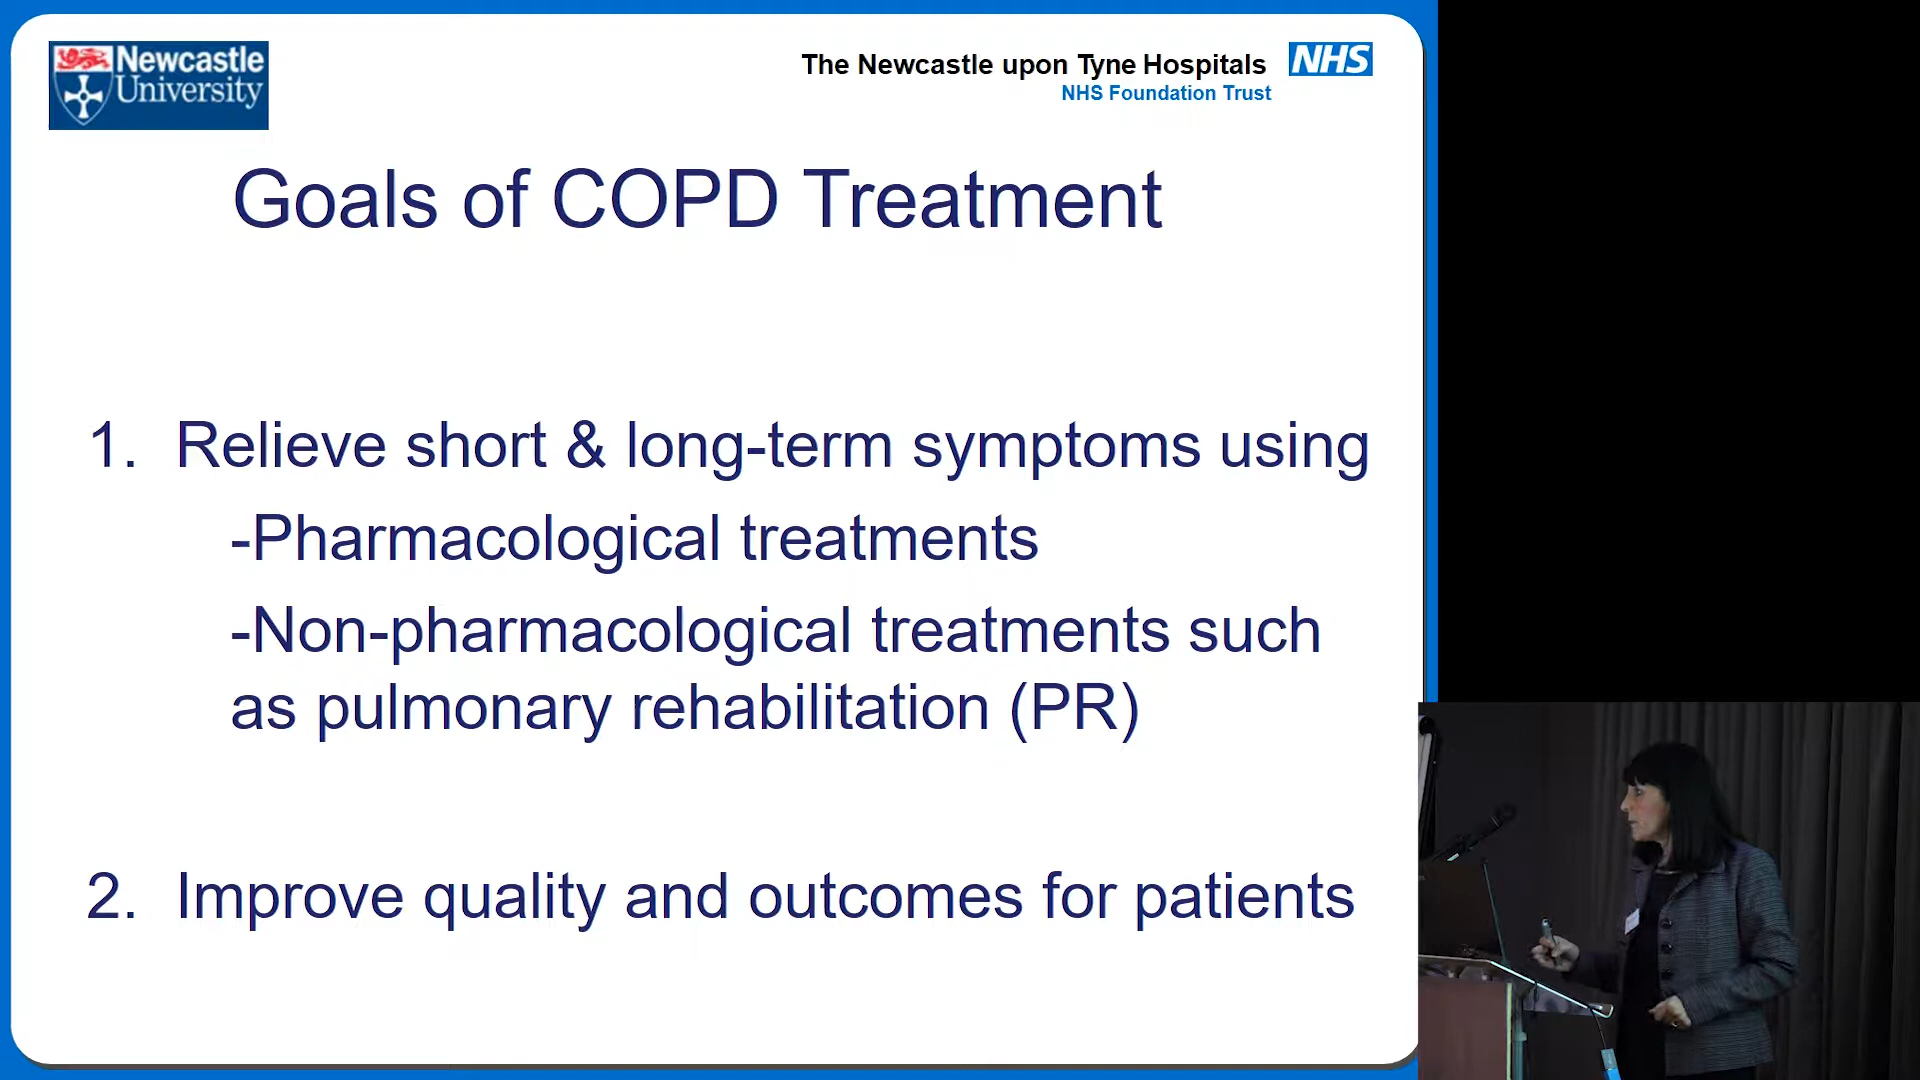 Newcastle
University
The Newcastle upon Tyne Hospitals NHS
NHS Foundation Trust
Goals of COPD Treatment
1. Relieve short & long-term symptoms using
-Pharmacological treatments
-Non-pharmacological treatments such
as pulmonary rehabilitation (PR)
2. Improve quality and outcomes for patients